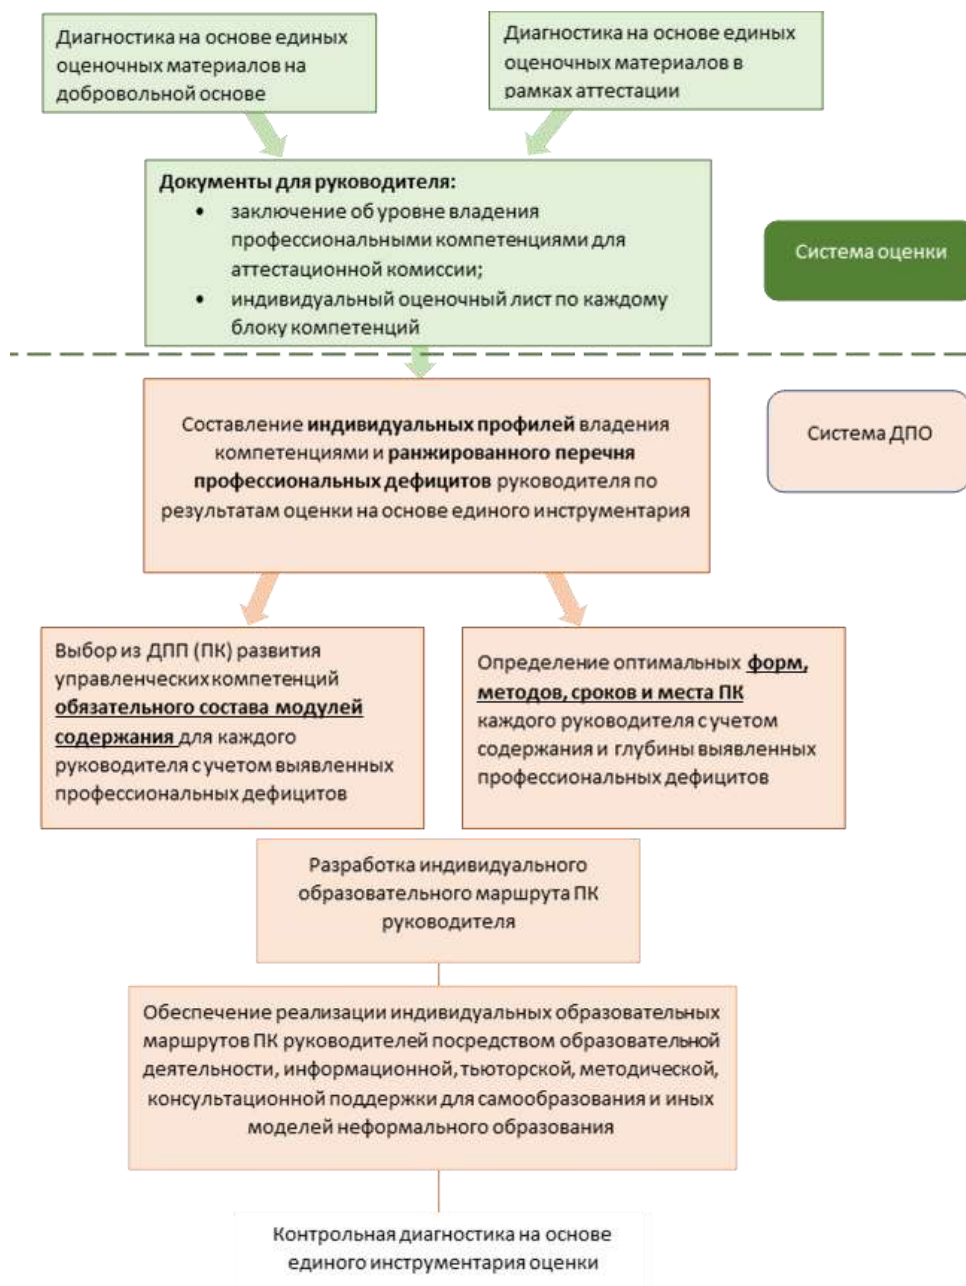 Диагностика на основе единых
оценочных материалов на
добровольной основе
Диагностика на основе единых
оценочных материалов в
рамках аттестации
Документы для руководителя:
• заключение об уровне владения
профессиональными компетенциями для
аттестационной комиссии;
• индивидуальный оценочный лист по каждому
блоку компетенций
Система оценки
Составление индивидуальных профилей владения
компетенциями и ранжированного перечня
профессиональных дефицитов руководителя по
результатам оценки на основе единого инструментария
Система ДПО
Выбор из ДПП (ПК) развития
управленческих компетенций
обязательного состава модулей
содержания для каждого
руководителя с учетом выявленных
профессиональных дефицитов
Определение оптимальных форм,
методов, сроков и места ПК
каждого руководителя с учетом
содержания и глубины выявленных
профессиональных дефицитов
Разработка индивидуального
образовательного маршрута ПК
руководителя
Обеспечение реализации индивидуальных образовательных
маршрутов ПК руководителей посредством образовательной
деятельности, информационной, тьюторской, методической,
консультационной поддержки для самообразования и иных
моделей неформального образования
Контрольная диагностика на основе
единого инструментария оценки